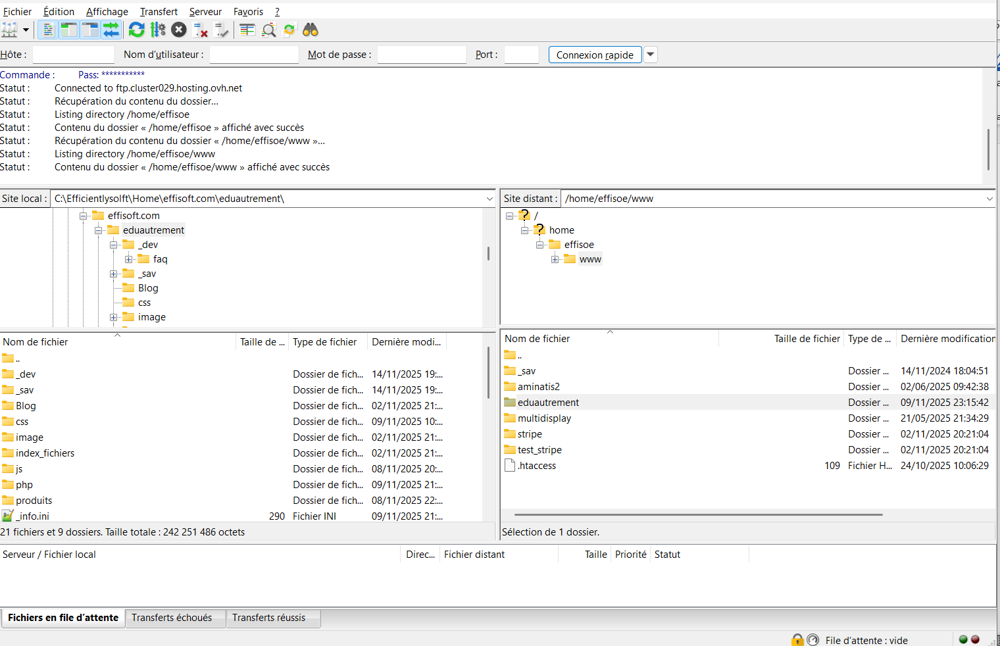 Fichier Édition Affichage Transfert Serveur Favoris ?
Hôte : Nom d'utilisateur : Mot de passe : Port : Connexion rapide
Commande : Pass: ***********
Statut : Connected to ftp.cluster029.hosting.ovh.net
Statut : Récupération du contenu du dossier...
Statut : Listing directory /home/effisoe
Statut : Contenu du dossier « /home/effisoe » affiché avec succès
Statut : Récupération du contenu du dossier « /home/effisoe/www »...
Statut : Listing directory /home/effisoe/www
Statut : Contenu du dossier « /home/effisoe/www » affiché avec succès
Site local : C:\Efficientlysolft\Home\effisoft.com\eduautrement\
effisoft.com
eduautrement
_dev
faq
_sav
Blog
css
image
Nom de fichier Taille de ... Type de fichier Dernière modi...
..
_dev Dossier de fich... 14/11/2025 19:...
_sav Dossier de fich... 14/11/2025 19:...
Blog Dossier de fich... 02/11/2025 21:...
css Dossier de fich... 09/11/2025 10:...
image Dossier de fich... 02/11/2025 21:...
index_fichiers Dossier de fich... 02/11/2025 21:...
js Dossier de fich... 08/11/2025 20:...
php Dossier de fich... 09/11/2025 21:...
produits Dossier de fich... 08/11/2025 22:...
_info.ini 290 Fichier INI 09/11/2025 21:...
21 fichiers et 9 dossiers. Taille totale : 242 251 486 octets
Site distant : /home/effisoe/www
/
home
effisoe
www
Nom de fichier Taille de fichier Type de ... Dernière modification
..
_sav Dossier ... 14/11/2024 18:04:51
aminatis2 Dossier ... 02/06/2025 09:42:38
eduautrement Dossier ... 09/11/2025 23:15:42
multidisplay Dossier ... 21/05/2025 21:34:29
stripe Dossier ... 02/11/2025 20:21:04
test_stripe Dossier ... 02/11/2025 20:21:04
.htaccess 109 Fichier H... 24/10/2025 10:06:29
Sélection de 1 dossier.
Serveur / Fichier local Direc... Fichier distant Taille Priorité Statut
Fichiers en file d'attente Transferts échoués Transferts réussis
File d'attente : vide